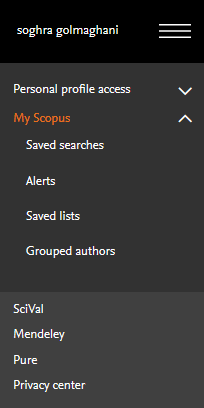 soghra golmaghani
Personal profile access
My Scopus
Saved searches
Alerts
Saved lists
Grouped authors
SciVal
Mendeley
Pure
Privacy center